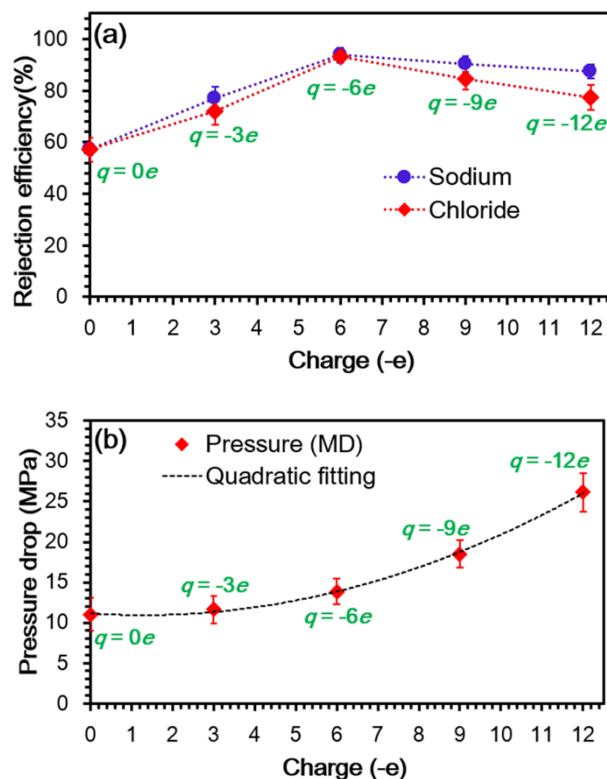 (a)
Rejection efficiency(%)
100
80
60
40
20
0
q = 0e
q = -3e
q = -6e
q = -9e
q = -12e
Sodium
Chloride
0 1 2 3 4 5 6 7 8 9 10 11 12
Charge (-e)
(b)
Pressure drop (MPa)
35
30
25
20
15
10
5
0
Pressure (MD)
Quadratic fitting
q = 0e
q = -3e
q = -6e
q = -9e
q = -12e
0 1 2 3 4 5 6 7 8 9 10 11 12
Charge (-e)